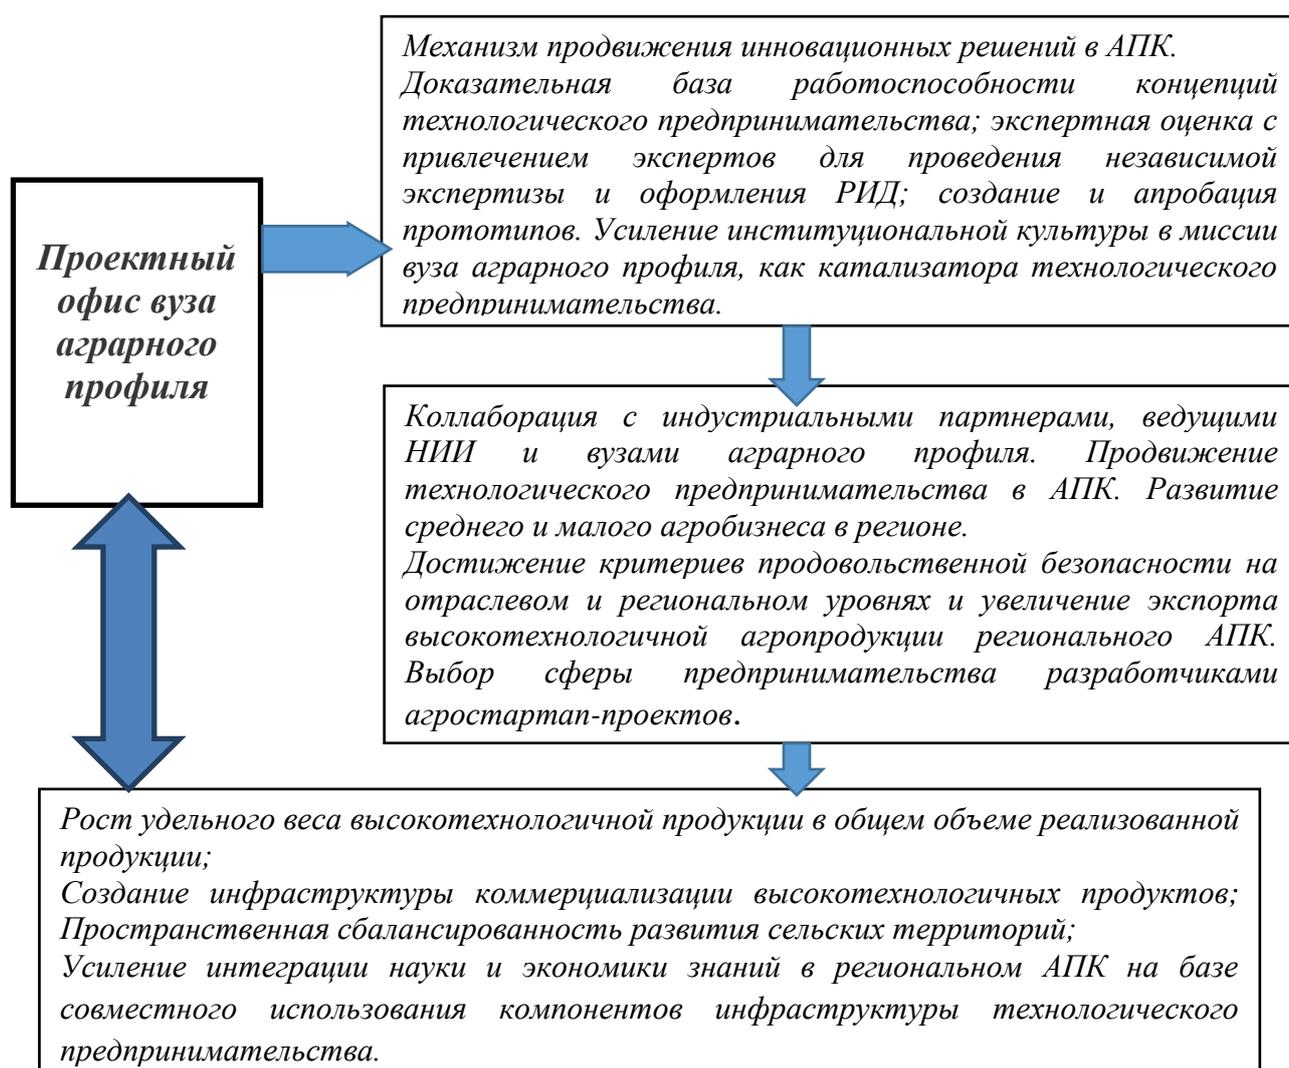 Проектный
офис вуза
аграрного
профиля
Механизм продвижения инновационных решений в АПК.
Доказательная база работоспособности концепций
технологического предпринимательства; экспертная оценка с
привлечением экспертов для проведения независимой
экспертизы и оформления РИД; создание и апробация
прототипов. Усиление институциональной культуры в миссии
вуза аграрного профиля, как катализатора технологического
предпринимательства.
Коллаборация с индустриальными партнерами, ведущими
НИИ и вузами аграрного профиля. Продвижение
технологического предпринимательства в АПК. Развитие
среднего и малого агробизнеса в регионе.
Достижение критериев продовольственной безопасности на
отраслевом и региональном уровнях и увеличение экспорта
высокотехнологичной агропродукции регионального АПК.
Выбор сферы предпринимательства разработчиками
агростартап-проектов.
Рост удельного веса высокотехнологичной продукции в общем объеме реализованной
продукции;
Создание инфраструктуры коммерциализации высокотехнологичных продуктов;
Пространственная сбалансированность развития сельских территорий;
Усиление интеграции науки и экономики знаний в региональном АПК на базе
совместного использования компонентов инфраструктуры технологического
предпринимательства.